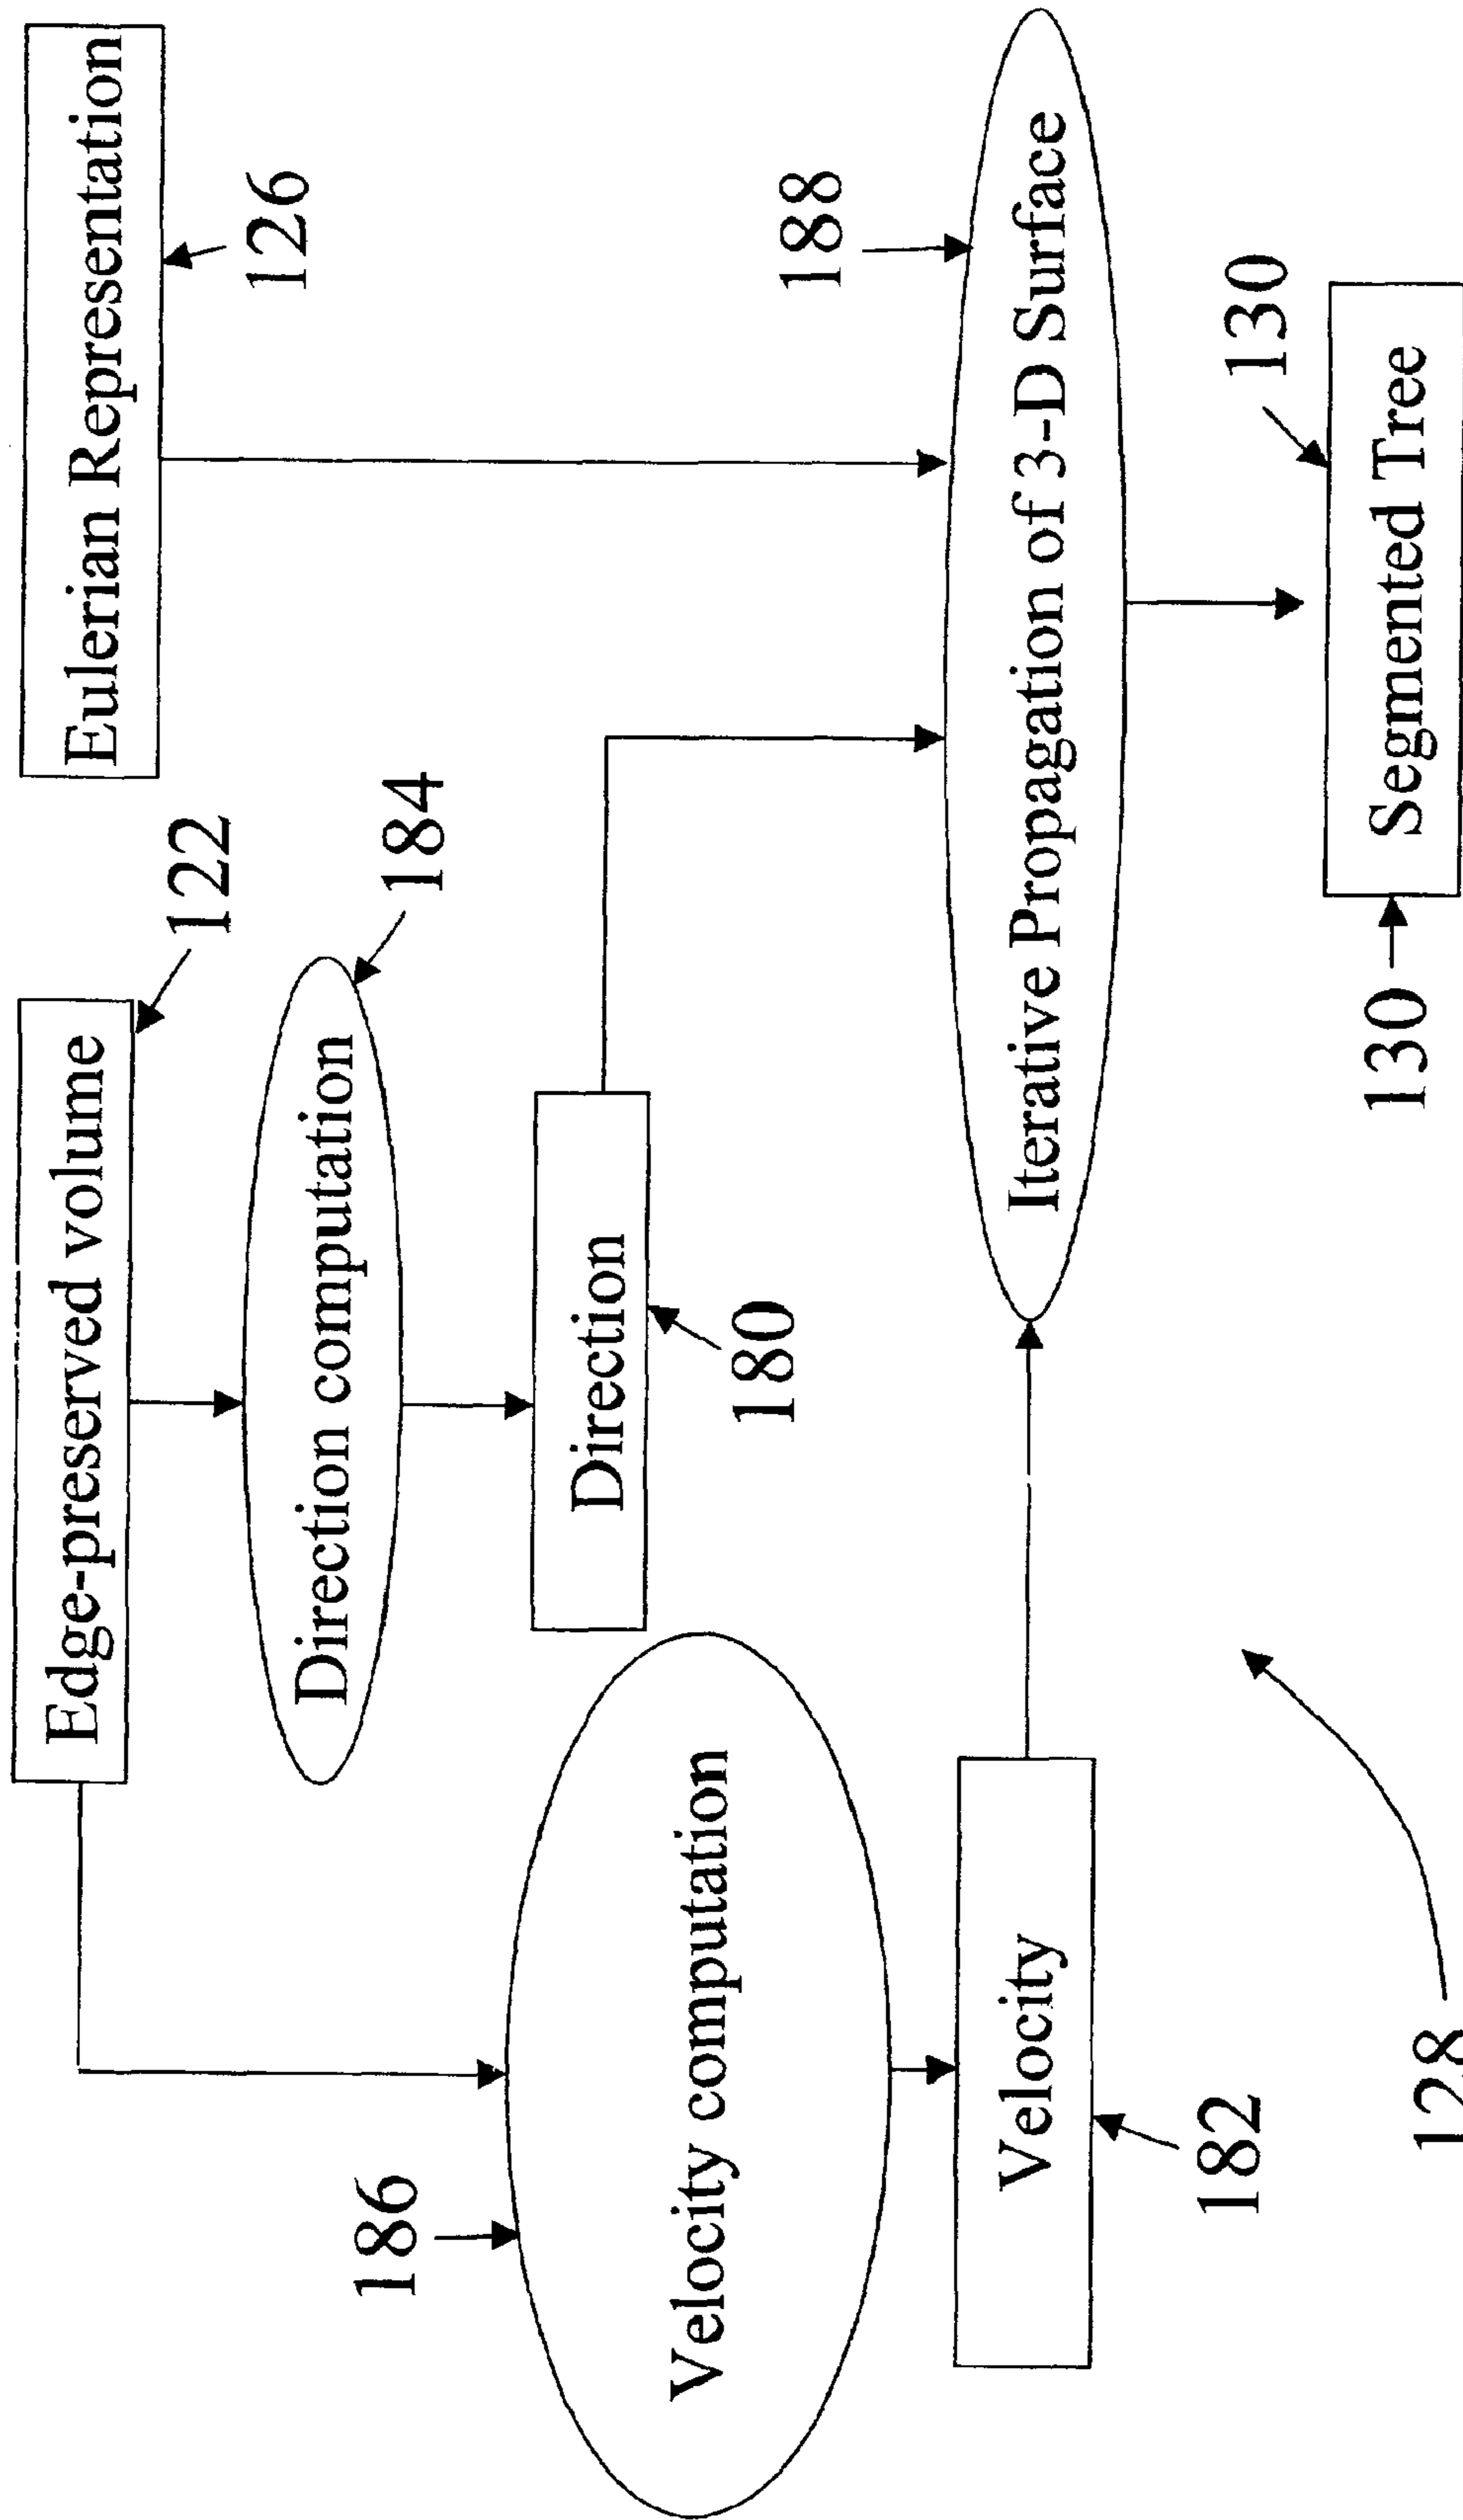 Edge-preserved volume
122
Eulerian Representation
126
Direction computation
184
186
Velocity computation
Direction
180
188
Velocity
182
Iterative Propagation of 3-D Surface
130
128
130
Segmented Tree